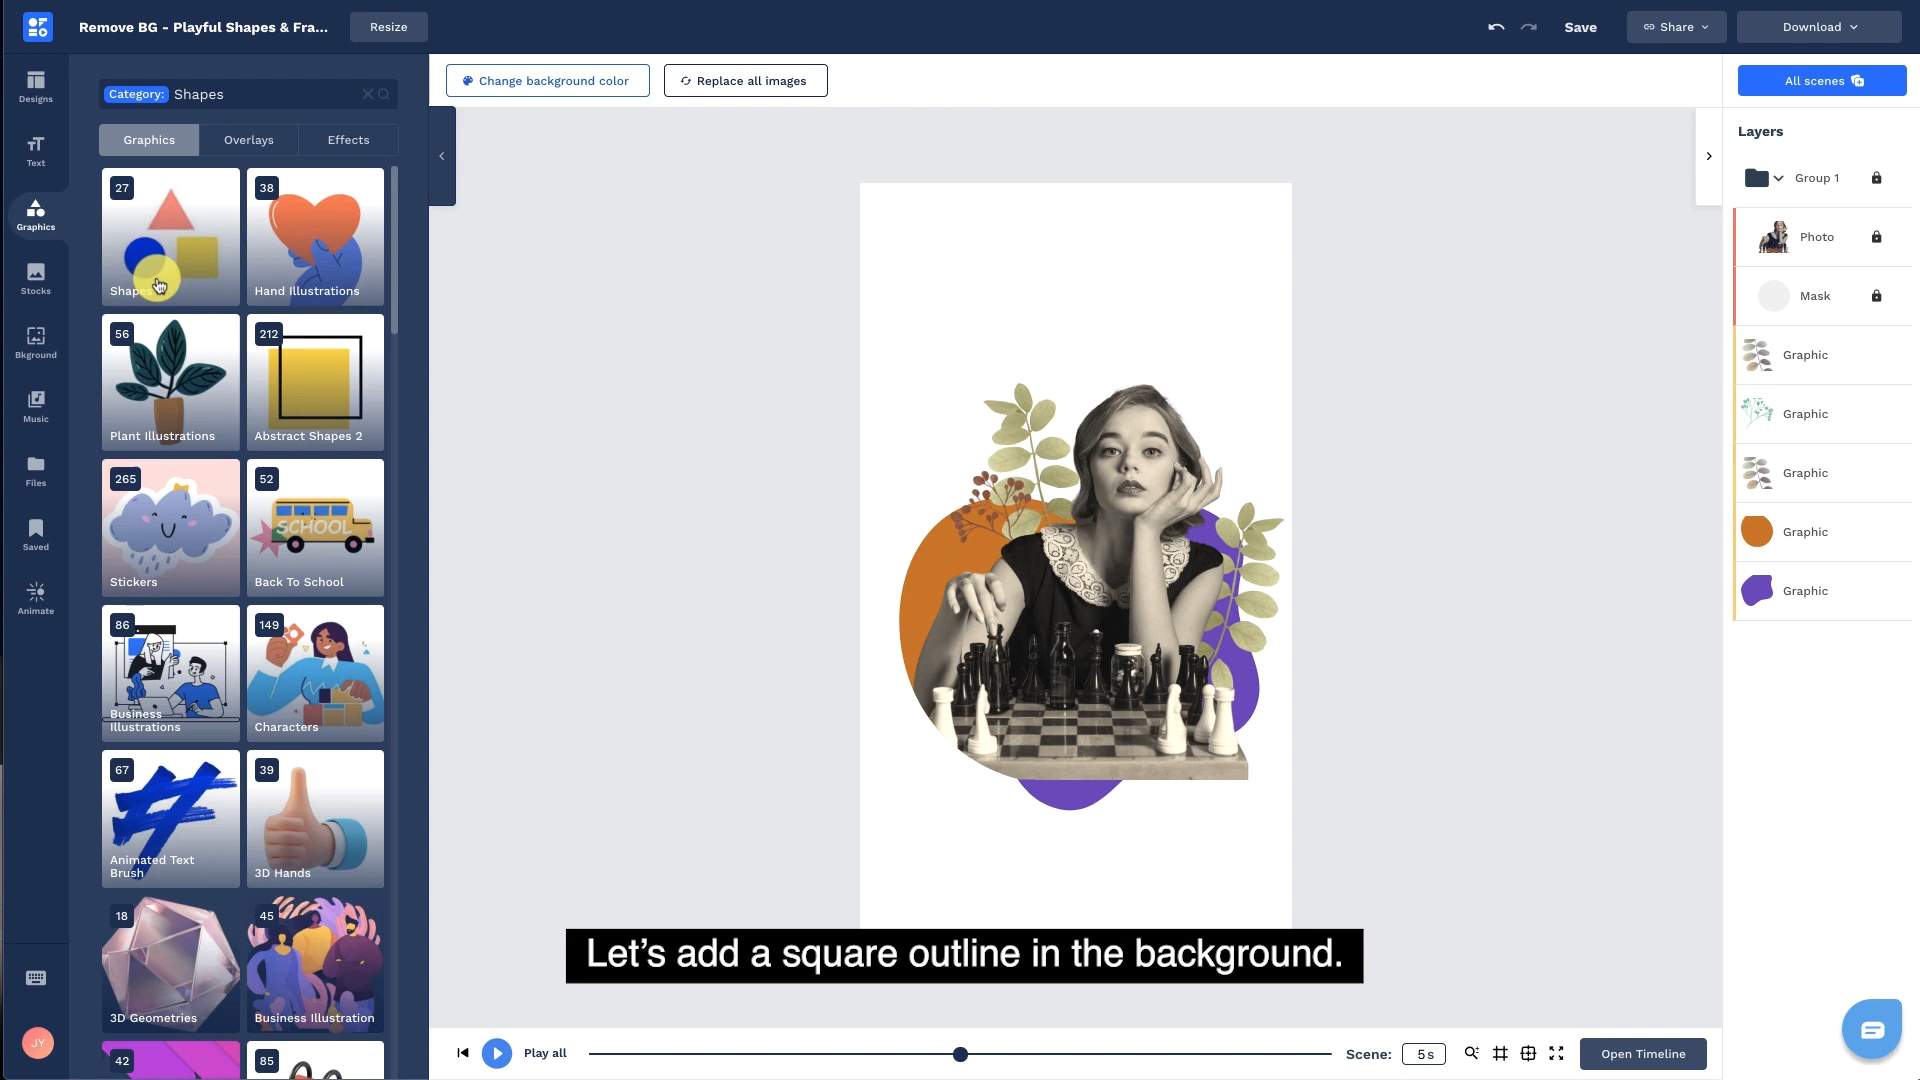 Remove BG - Playful Shapes & Fra...
Resize
Save
Share
Download
Designs
Text
Graphics
Stocks
Bkground
Music
Files
Saved
Animate
JY
Category: Shapes
Graphics
Overlays
Effects
27
Shapes
38
Hand Illustrations
56
Plant Illustrations
212
Abstract Shapes 2
265
Stickers
52
SCHOOL
Back To School
86
Business
Illustrations
149
Characters
67
Animated Text
Brush
39
3D Hands
18
3D Geometries
45
Business Illustration
42
85
Change background color
Replace all images
Let's add a square outline in the background.
Play all
Scene:
5s
Open Timeline
All scenes
Layers
Group 1
Photo
Mask
Graphic
Graphic
Graphic
Graphic
Graphic